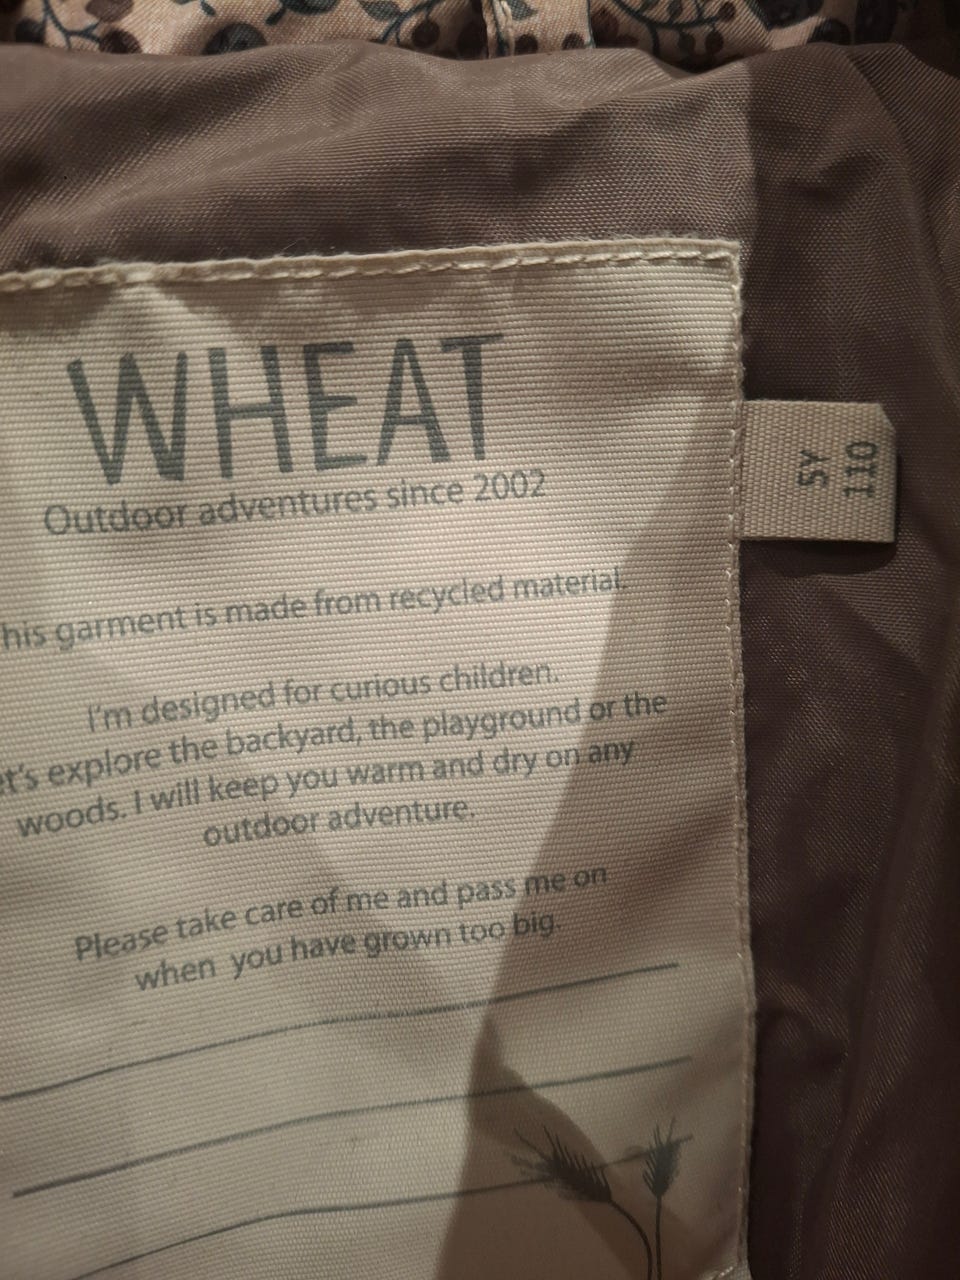 WHEAT
Outdoor adventures since 2002
5Y
110
his garment is made from recycled material.
I'm designed for curious children.
et's explore the backyard, the playground or the
woods. I will keep you warm and dry on any
outdoor adventure.
Please take care of me and pass me on
when you have grown too big.